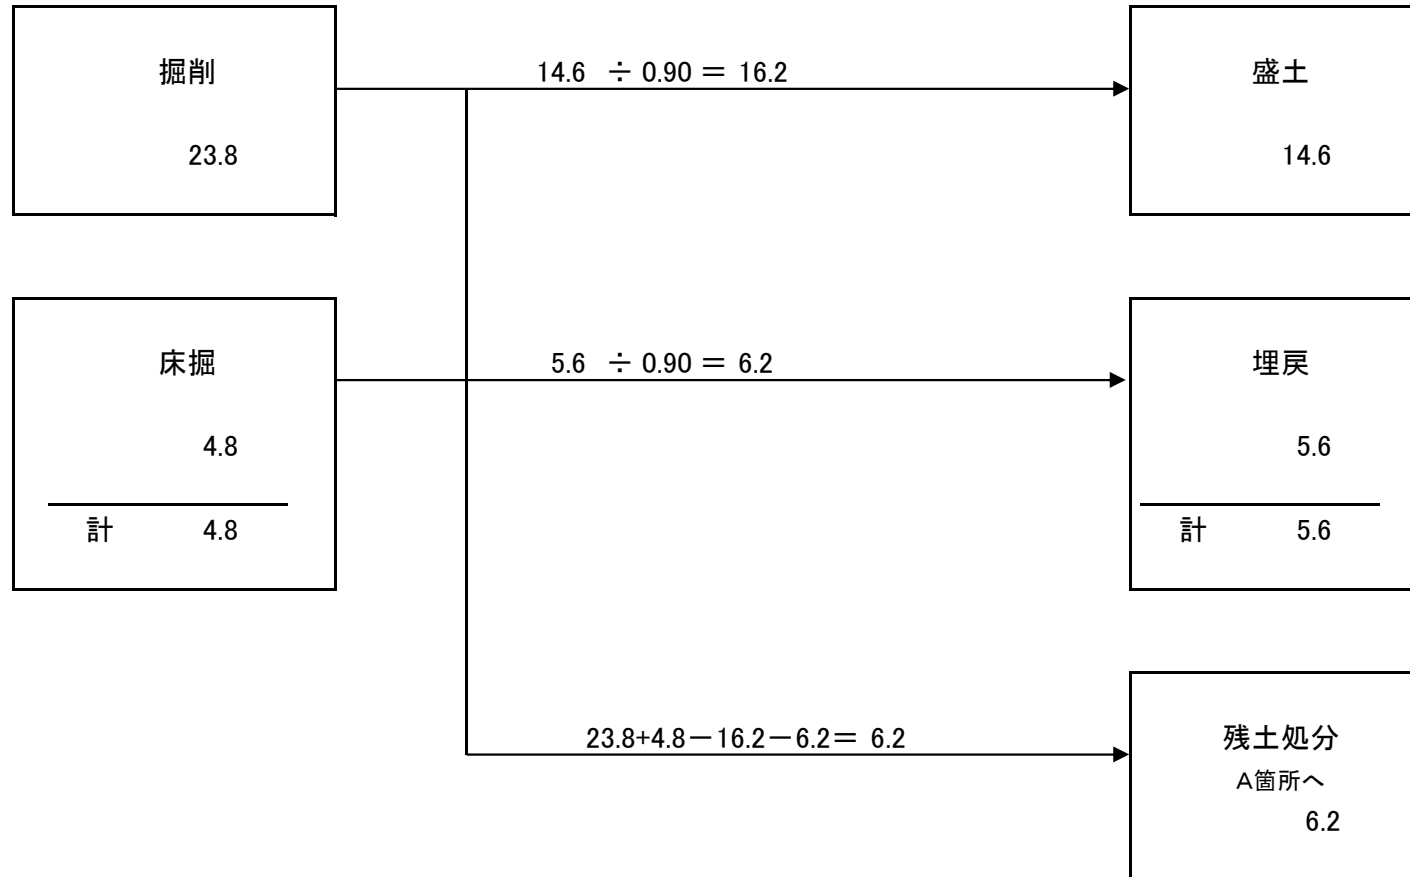 掘削
23.8
14.6 ÷ 0.90 = 16.2
盛土
14.6
床掘
4.8
計 4.8
5.6 ÷ 0.90 = 6.2
埋戻
5.6
計 5.6
23.8+4.8－16.2－6.2＝ 6.2
残土処分
A箇所へ
6.2